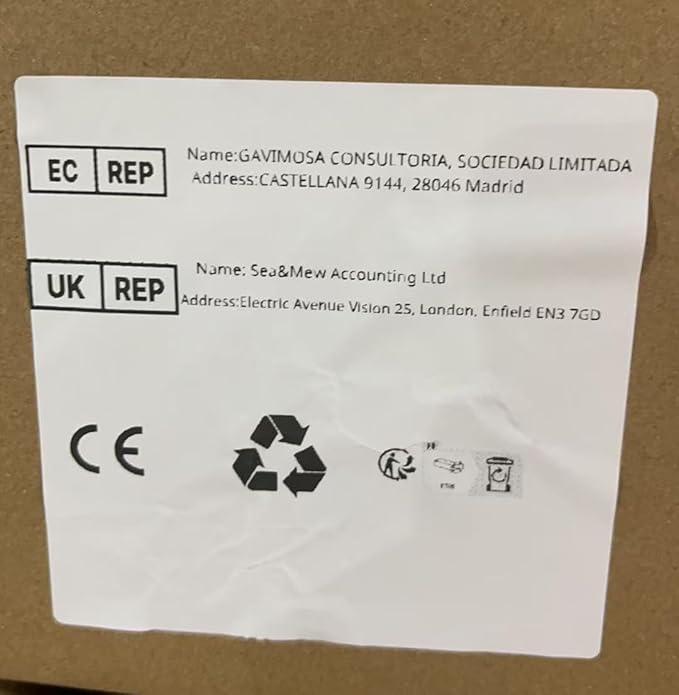 EC REP
Name:GAVIMOSA CONSULTORIA, SOCIEDAD LIMITADA
Address:CASTELLANA 9144, 28046 Madrid
UK REP
Name: Sea&Mew Accounting Ltd
Address:Electric Avenue Vision 25, London, Enfield EN3 7GD
CE
FR